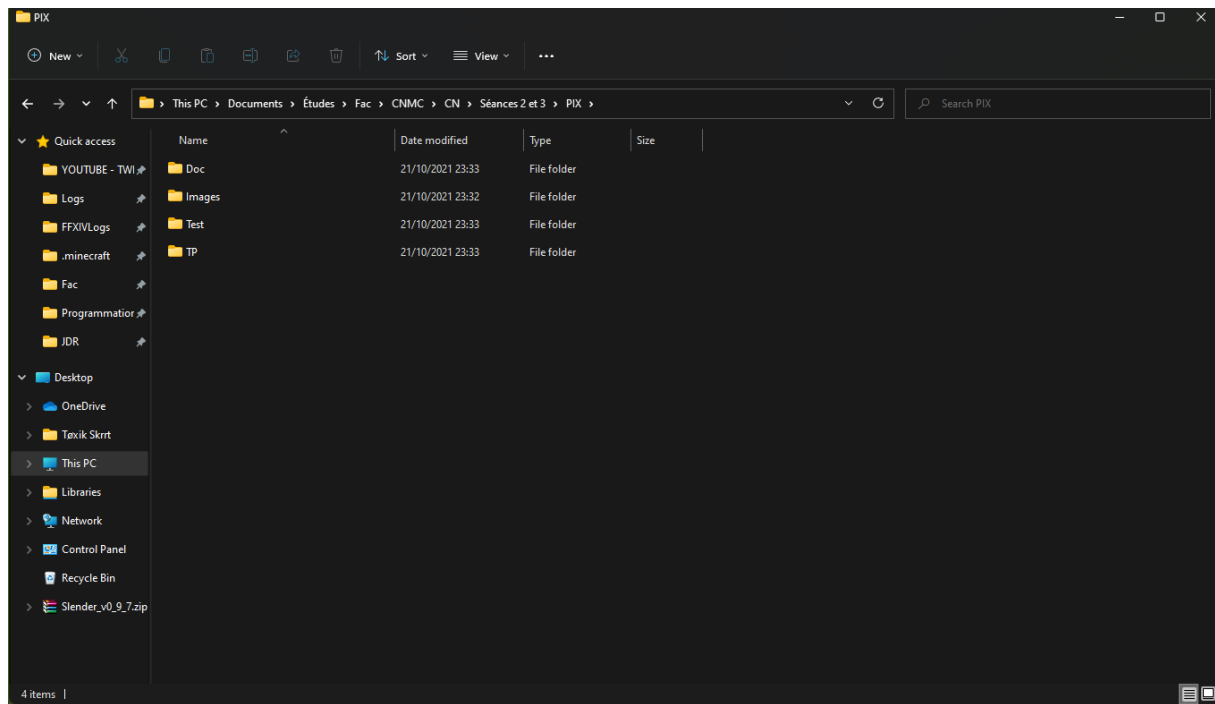 PIX
New Sort View
This PC > Documents > Études > Fac > CNMC > CN > Séances 2 et 3 > PIX >
Search PIX
Quick access
YOUTUBE - TWI
Logs
FFXIVLogs
.minecraft
Fac
Programmation
JDR
Desktop
OneDrive
Tøxik Skrrt
This PC
Libraries
Network
Control Panel
Recycle Bin
Slender_v0_9_7.zip
Name Date modified Type Size
Doc 21/10/2021 23:33 File folder
Images 21/10/2021 23:32 File folder
Test 21/10/2021 23:33 File folder
TP 21/10/2021 23:33 File folder
4 items